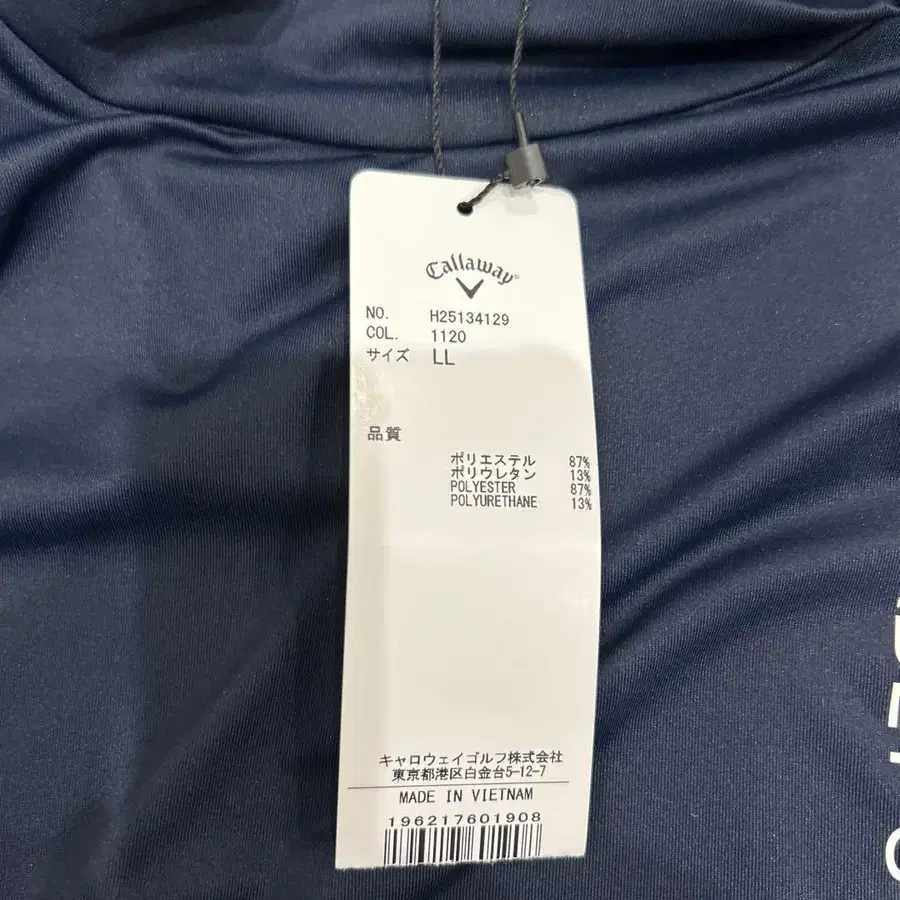 Callaway
NO. H25134129
COL. 1120
サイズ LL
品質
ポリエステル 87%
ポリウレタン 13%
POLYESTER 87%
POLYURETHANE 13%
キャロウェイゴルフ株式会社
東京都港区白金台5-12-7
MADE IN VIETNAM
196217601908